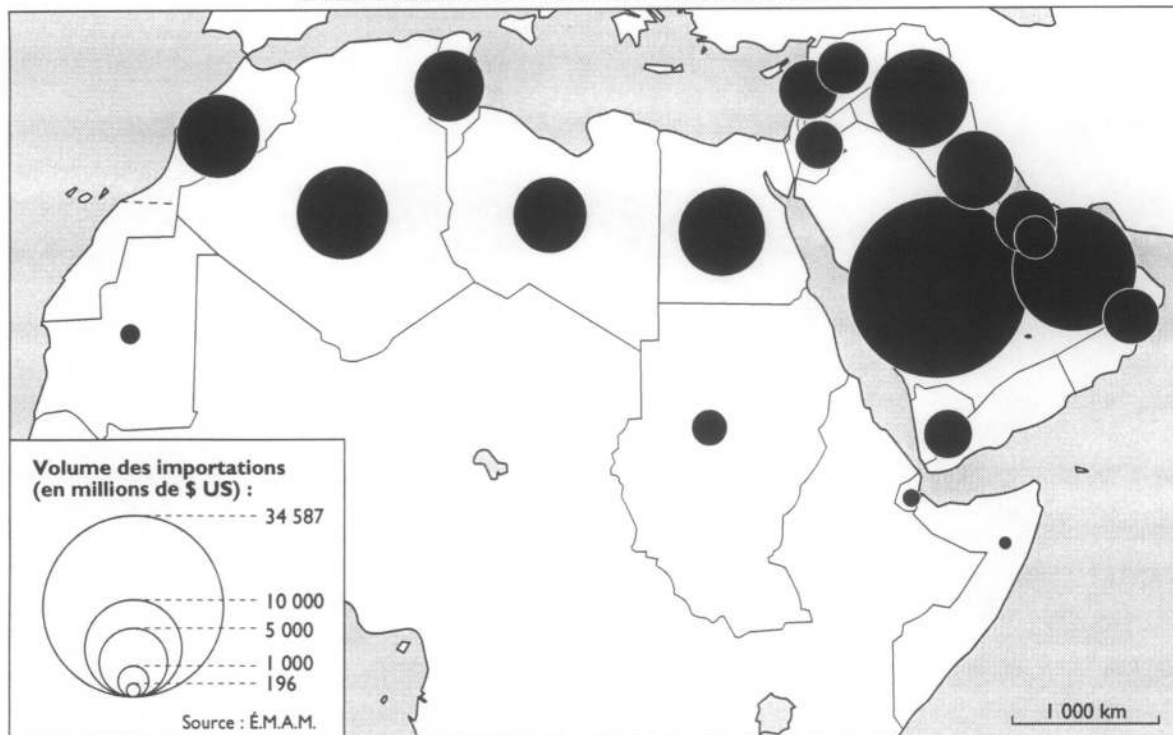 Volume des importations
(en millions de $ US) :
34 587
10 000
5 000
1 000
196
Source : É.M.A.M.
1 000 km